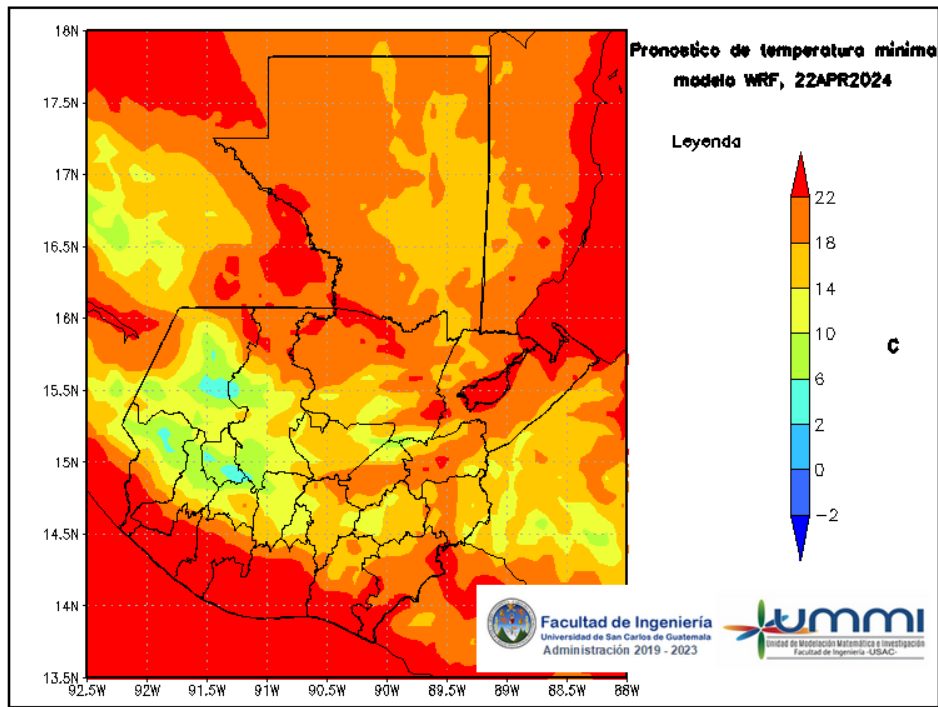 Pronostico de temperatura minima
modelo WRF, 22APR2024
Leyenda
22
18
14
10
6
2
0
−2
C
18N
17.5N
17N
16.5N
16N
15.5N
15N
14.5N
14N
13.5N
92.5W
92W
91.5W
91W
90.5W
90W
89.5W
89W
88.5W
88W
Facultad de Ingeniería
Universidad de San Carlos de Guatemala
Administración 2019 - 2023
UMMI
Unidad de Modelación Matemática e Investigación
Facultad de Ingeniería -USAC-